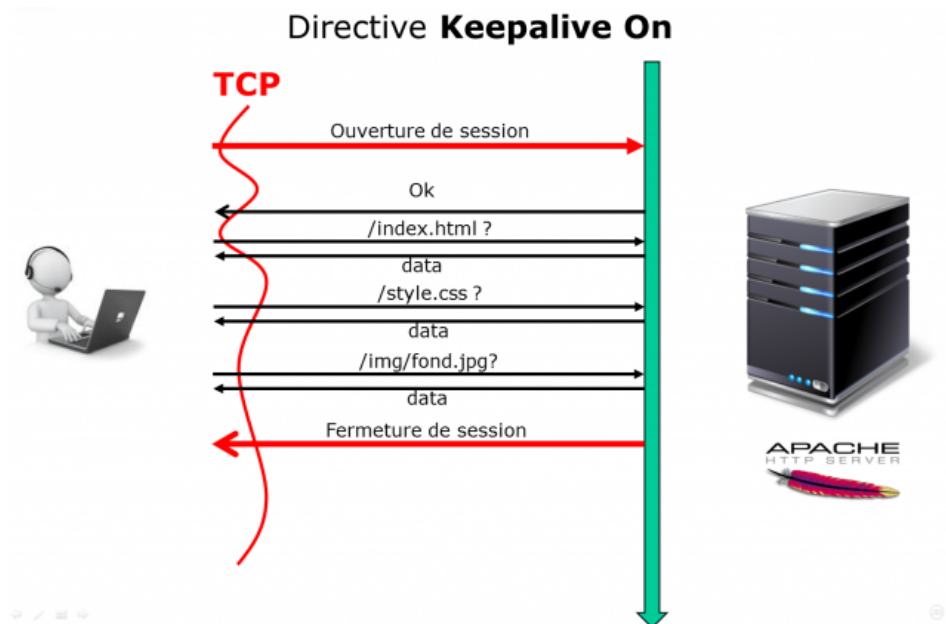 Directive Keepalive On
TCP
Ouverture de session
Ok
/index.html ?
data
/style.css ?
data
/img/fond.jpg?
data
Fermeture de session
APACHE
HTTP SERVER